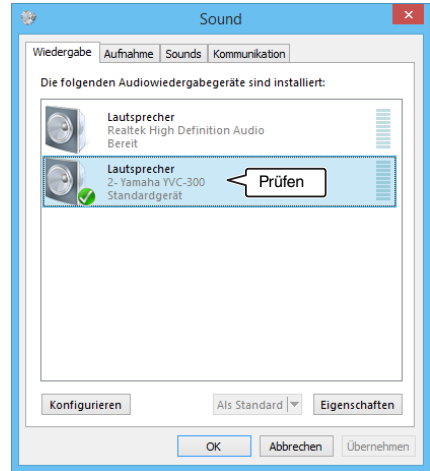 Sound
Wiedergabe Aufnahme Sounds Kommunikation
Die folgenden Audiowiedergabegeräte sind installiert:
Lautsprecher
Realtek High Definition Audio
Bereit
Lautsprecher
2- Yamaha YVC-300
Standardgerät
Prüfen
Konfigurieren Als Standard Eigenschaften
OK Abbrechen Übernehmen